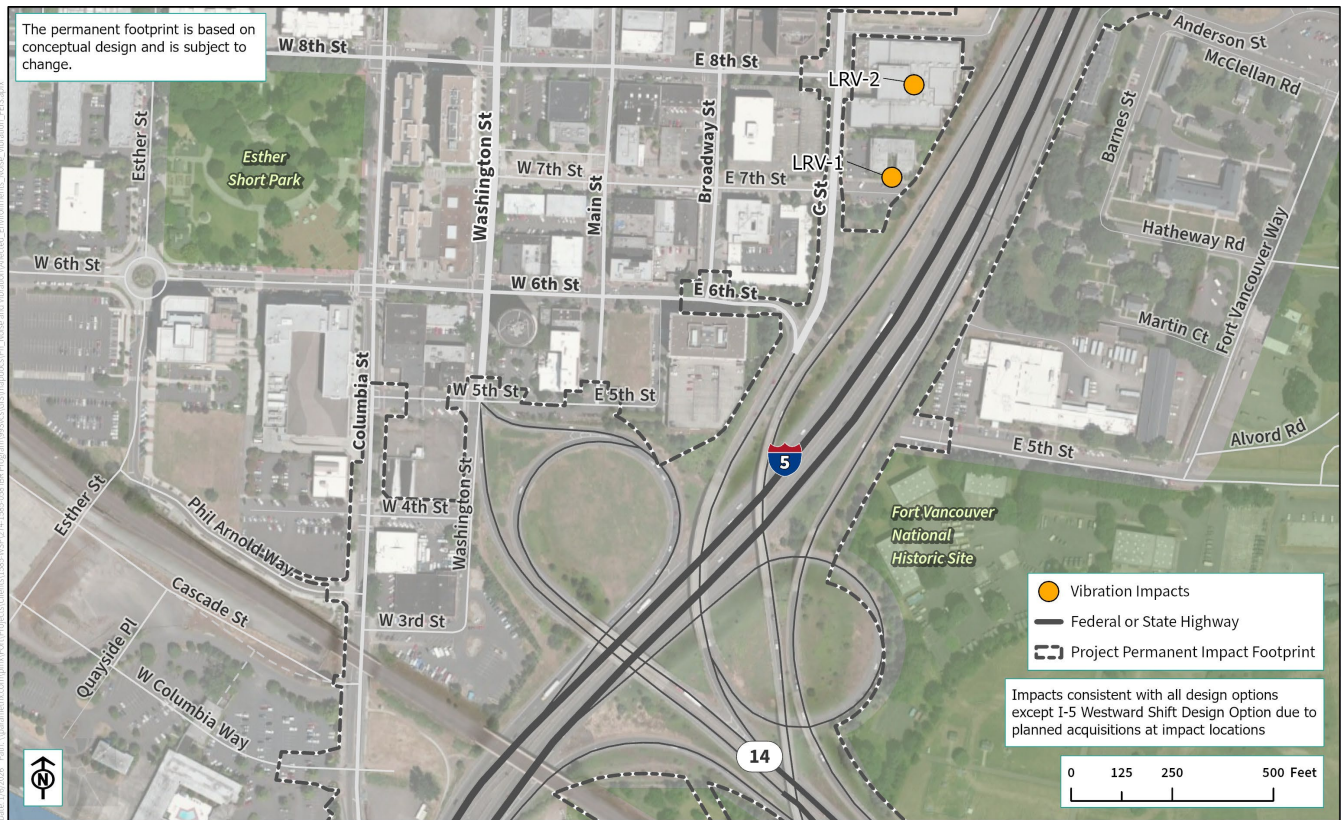 The permanent footprint is based on
conceptual design and is subject to
change.
W 8th St
E 8th St
Anderson St
McClellan Rd
LRV-2
Barnes St
Esther St
Esther
Short Park
Washington St
Broadway St
LRV-1
W 7th St
E 7th St
Main St
C St
Hatheway Rd
Fort Vancouver Way
W 6th St
W 6th St
E 6th St
Martin Ct
Columbia St
W 5th St
E 5th St
E 5th St
Alvord Rd
5
Esther St
W 4th St
Washington St
Phil Arnold Way
Fort Vancouver
National
Historic Site
Cascade St
W 3rd St
Quayside Pl
W Columbia Way
14
Vibration Impacts
Federal or State Highway
Project Permanent Impact Footprint
Impacts consistent with all design options
except I-5 Westward Shift Design Option due to
planned acquisitions at impact locations
N
0 125 250 500 Feet